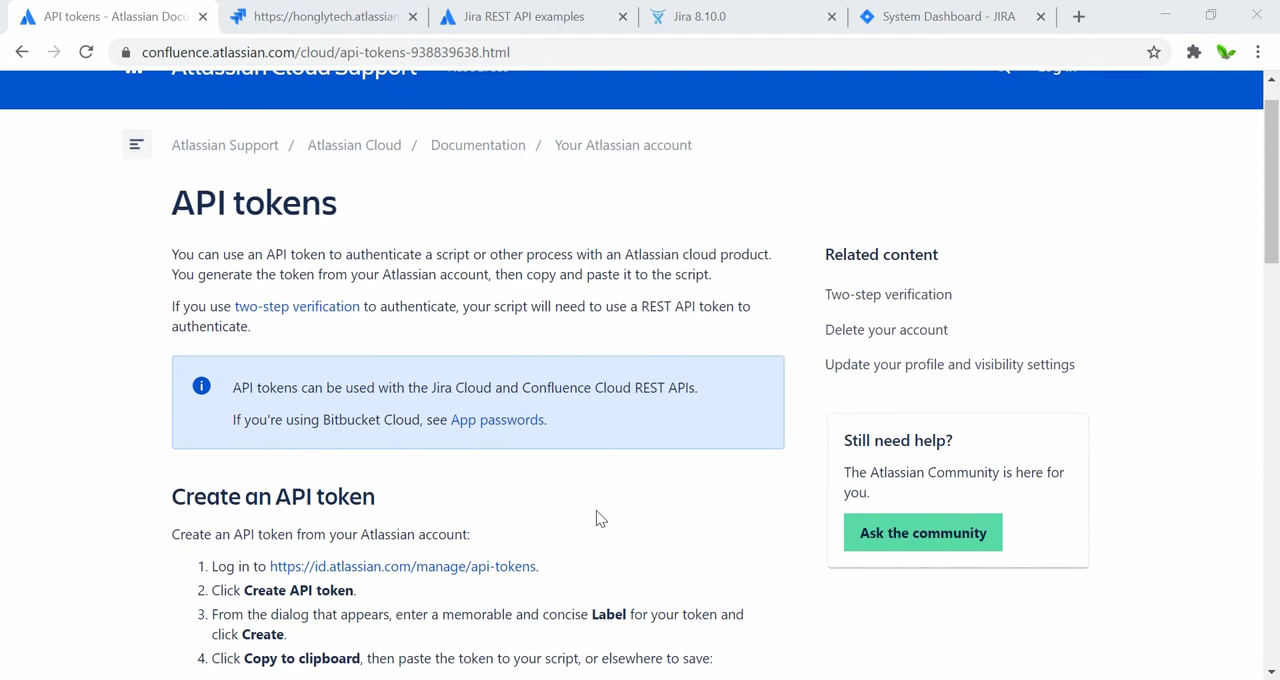 API tokens - Atlassian Docu
https://honglytech.atlassian
Jira REST API examples
Jira 8.10.0
System Dashboard - JIRA
confluence.atlassian.com/cloud/api-tokens-938839638.html
Atlassian Cloud Support
Resources
Log in
Atlassian Support / Atlassian Cloud / Documentation / Your Atlassian account
API tokens
You can use an API token to authenticate a script or other process with an Atlassian cloud product.
You generate the token from your Atlassian account, then copy and paste it to the script.
If you use two-step verification to authenticate, your script will need to use a REST API token to
authenticate.
API tokens can be used with the Jira Cloud and Confluence Cloud REST APIs.
If you're using Bitbucket Cloud, see App passwords.
Create an API token
Create an API token from your Atlassian account:
1. Log in to https://id.atlassian.com/manage/api-tokens.
2. Click Create API token.
3. From the dialog that appears, enter a memorable and concise Label for your token and
click Create.
4. Click Copy to clipboard, then paste the token to your script, or elsewhere to save:
Related content
Two-step verification
Delete your account
Update your profile and visibility settings
Still need help?
The Atlassian Community is here for
you.
Ask the community